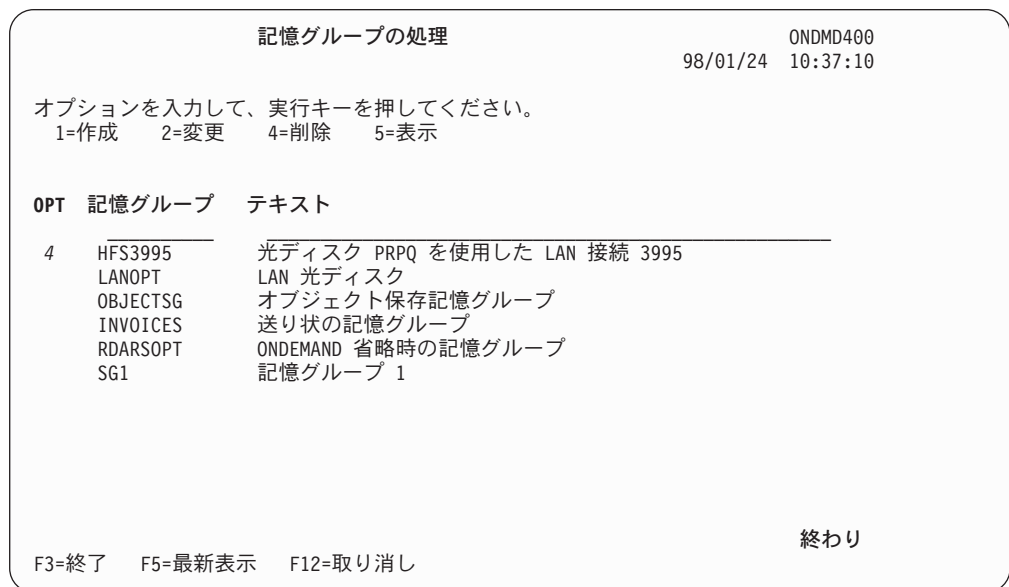 記憶グループの処理 ONDMD400
98/01/24 10:37:10
オプションを入力して、実行キーを押してください。
1=作成 2=変更 4=削除 5=表示
OPT 記憶グループ テキスト
4 HFS3995 光ディスク PRPQ を使用した LAN 接続 3995
LANOPT LAN 光ディスク
OBJECTSG オブジェクト保存記憶グループ
INVOICES 送り状の記憶グループ
RDARSOPT ONDEMAND 省略時の記憶グループ
SG1 記憶グループ 1
終わり
F3=終了 F5=最新表示 F12=取り消し